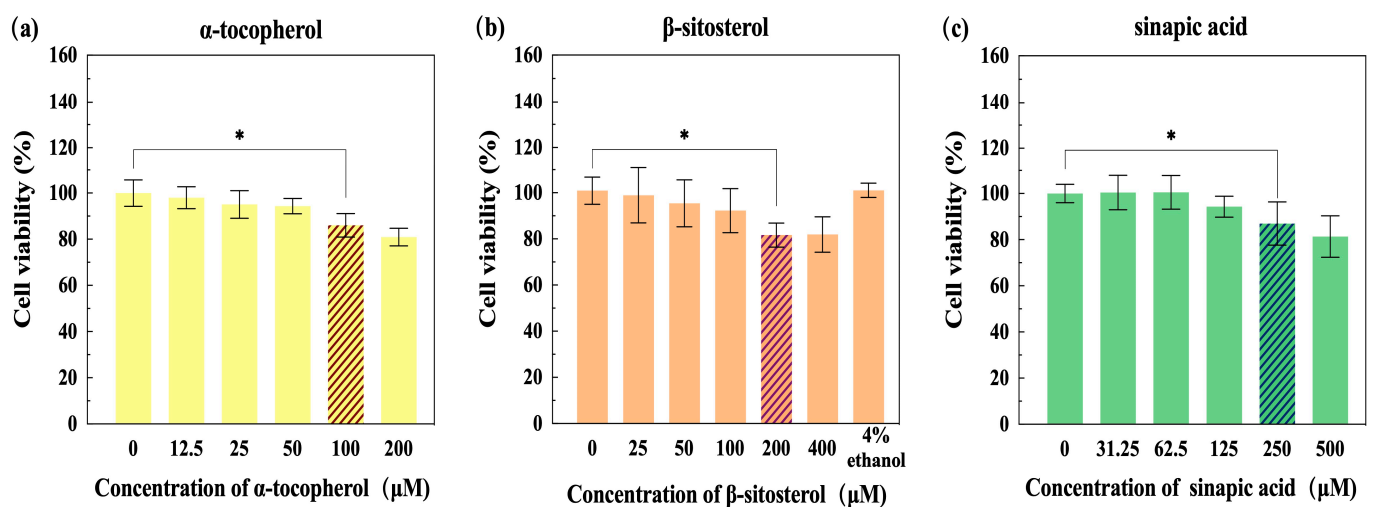 (a) α-tocopherol
160
140
120
100
80
60
40
20
0
Cell viability (%)
*
0 12.5 25 50 100 200
Concentration of α-tocopherol (μM)
(b) β-sitosterol
160
140
120
100
80
60
40
20
0
Cell viability (%)
*
0 25 50 100 200 400 4% ethanol
Concentration of β-sitosterol (μM)
(c) sinapic acid
160
140
120
100
80
60
40
20
0
Cell viability (%)
*
0 31.25 62.5 125 250 500
Concentration of sinapic acid (μM)